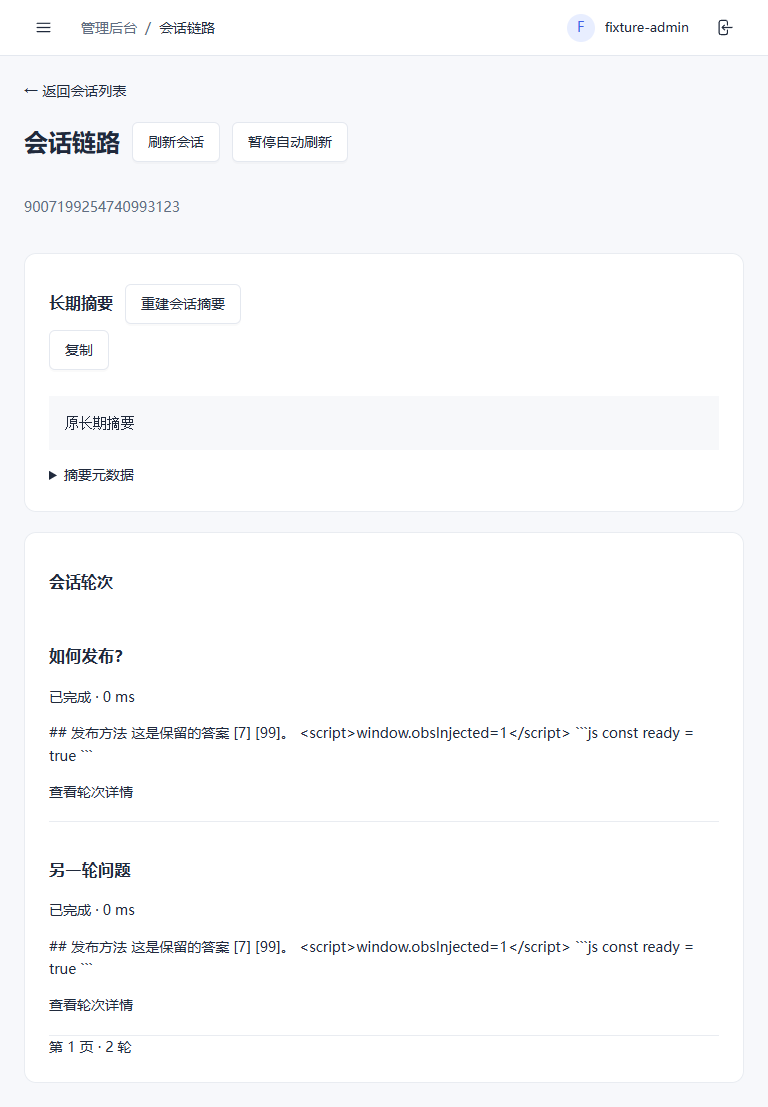 管理后台 / 会话链路
F fixture-admin
← 返回会话列表
会话链路 刷新会话 暂停自动刷新
9007199254740993123
长期摘要 重建会话摘要
复制
原长期摘要
▶ 摘要元数据
会话轮次
如何发布?
已完成 · 0 ms
## 发布方法 这是保留的答案 [7] [99]。 <script>window.obsInjected=1</script> ```js const ready =
true ```
查看轮次详情
另一轮问题
已完成 · 0 ms
## 发布方法 这是保留的答案 [7] [99]。 <script>window.obsInjected=1</script> ```js const ready =
true ```
查看轮次详情
第 1 页 · 2 轮